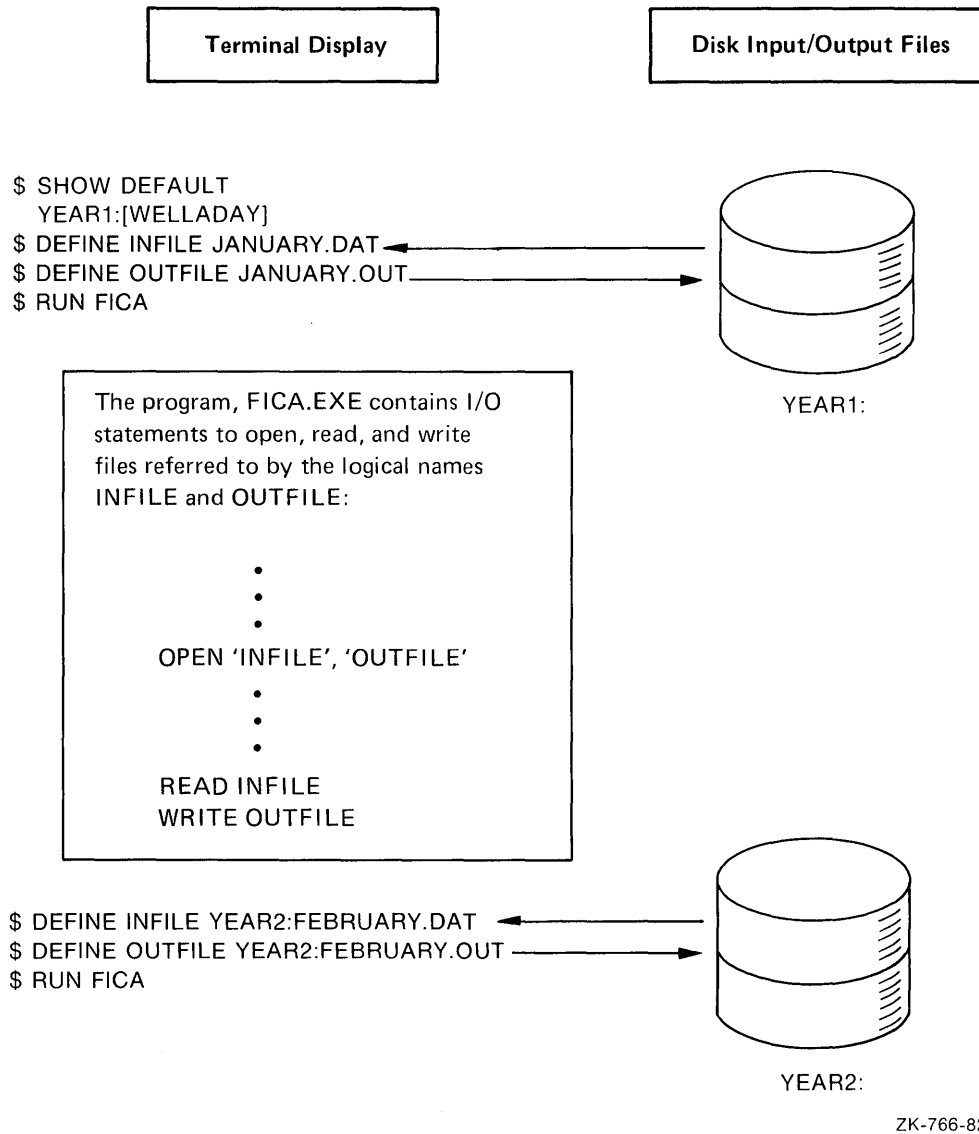 Terminal Display
Disk Input/Output Files
$ SHOW DEFAULT
YEAR1:[WELLADAY]
$ DEFINE INFILE JANUARY.DAT
$ DEFINE OUTFILE JANUARY.OUT
$ RUN FICA
YEAR1:
The program, FICA.EXE contains I/O
statements to open, read, and write
files referred to by the logical names
INFILE and OUTFILE:
OPEN 'INFILE', 'OUTFILE'
READ INFILE
WRITE OUTFILE
$ DEFINE INFILE YEAR2:FEBRUARY.DAT
$ DEFINE OUTFILE YEAR2:FEBRUARY.OUT
$ RUN FICA
YEAR2: